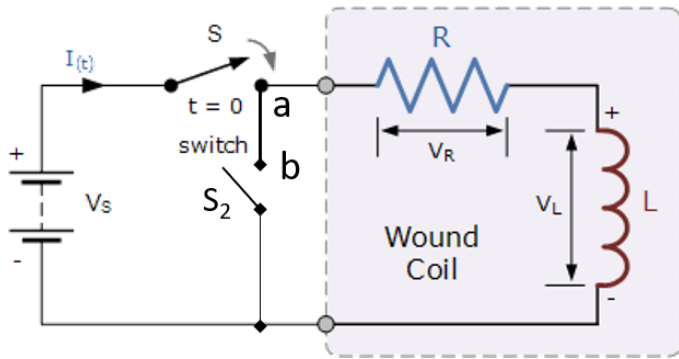 S
I(t)
R
t = 0
a
switch
b
+
VS
-
S2
VR
+
VL
L
-
Wound
Coil